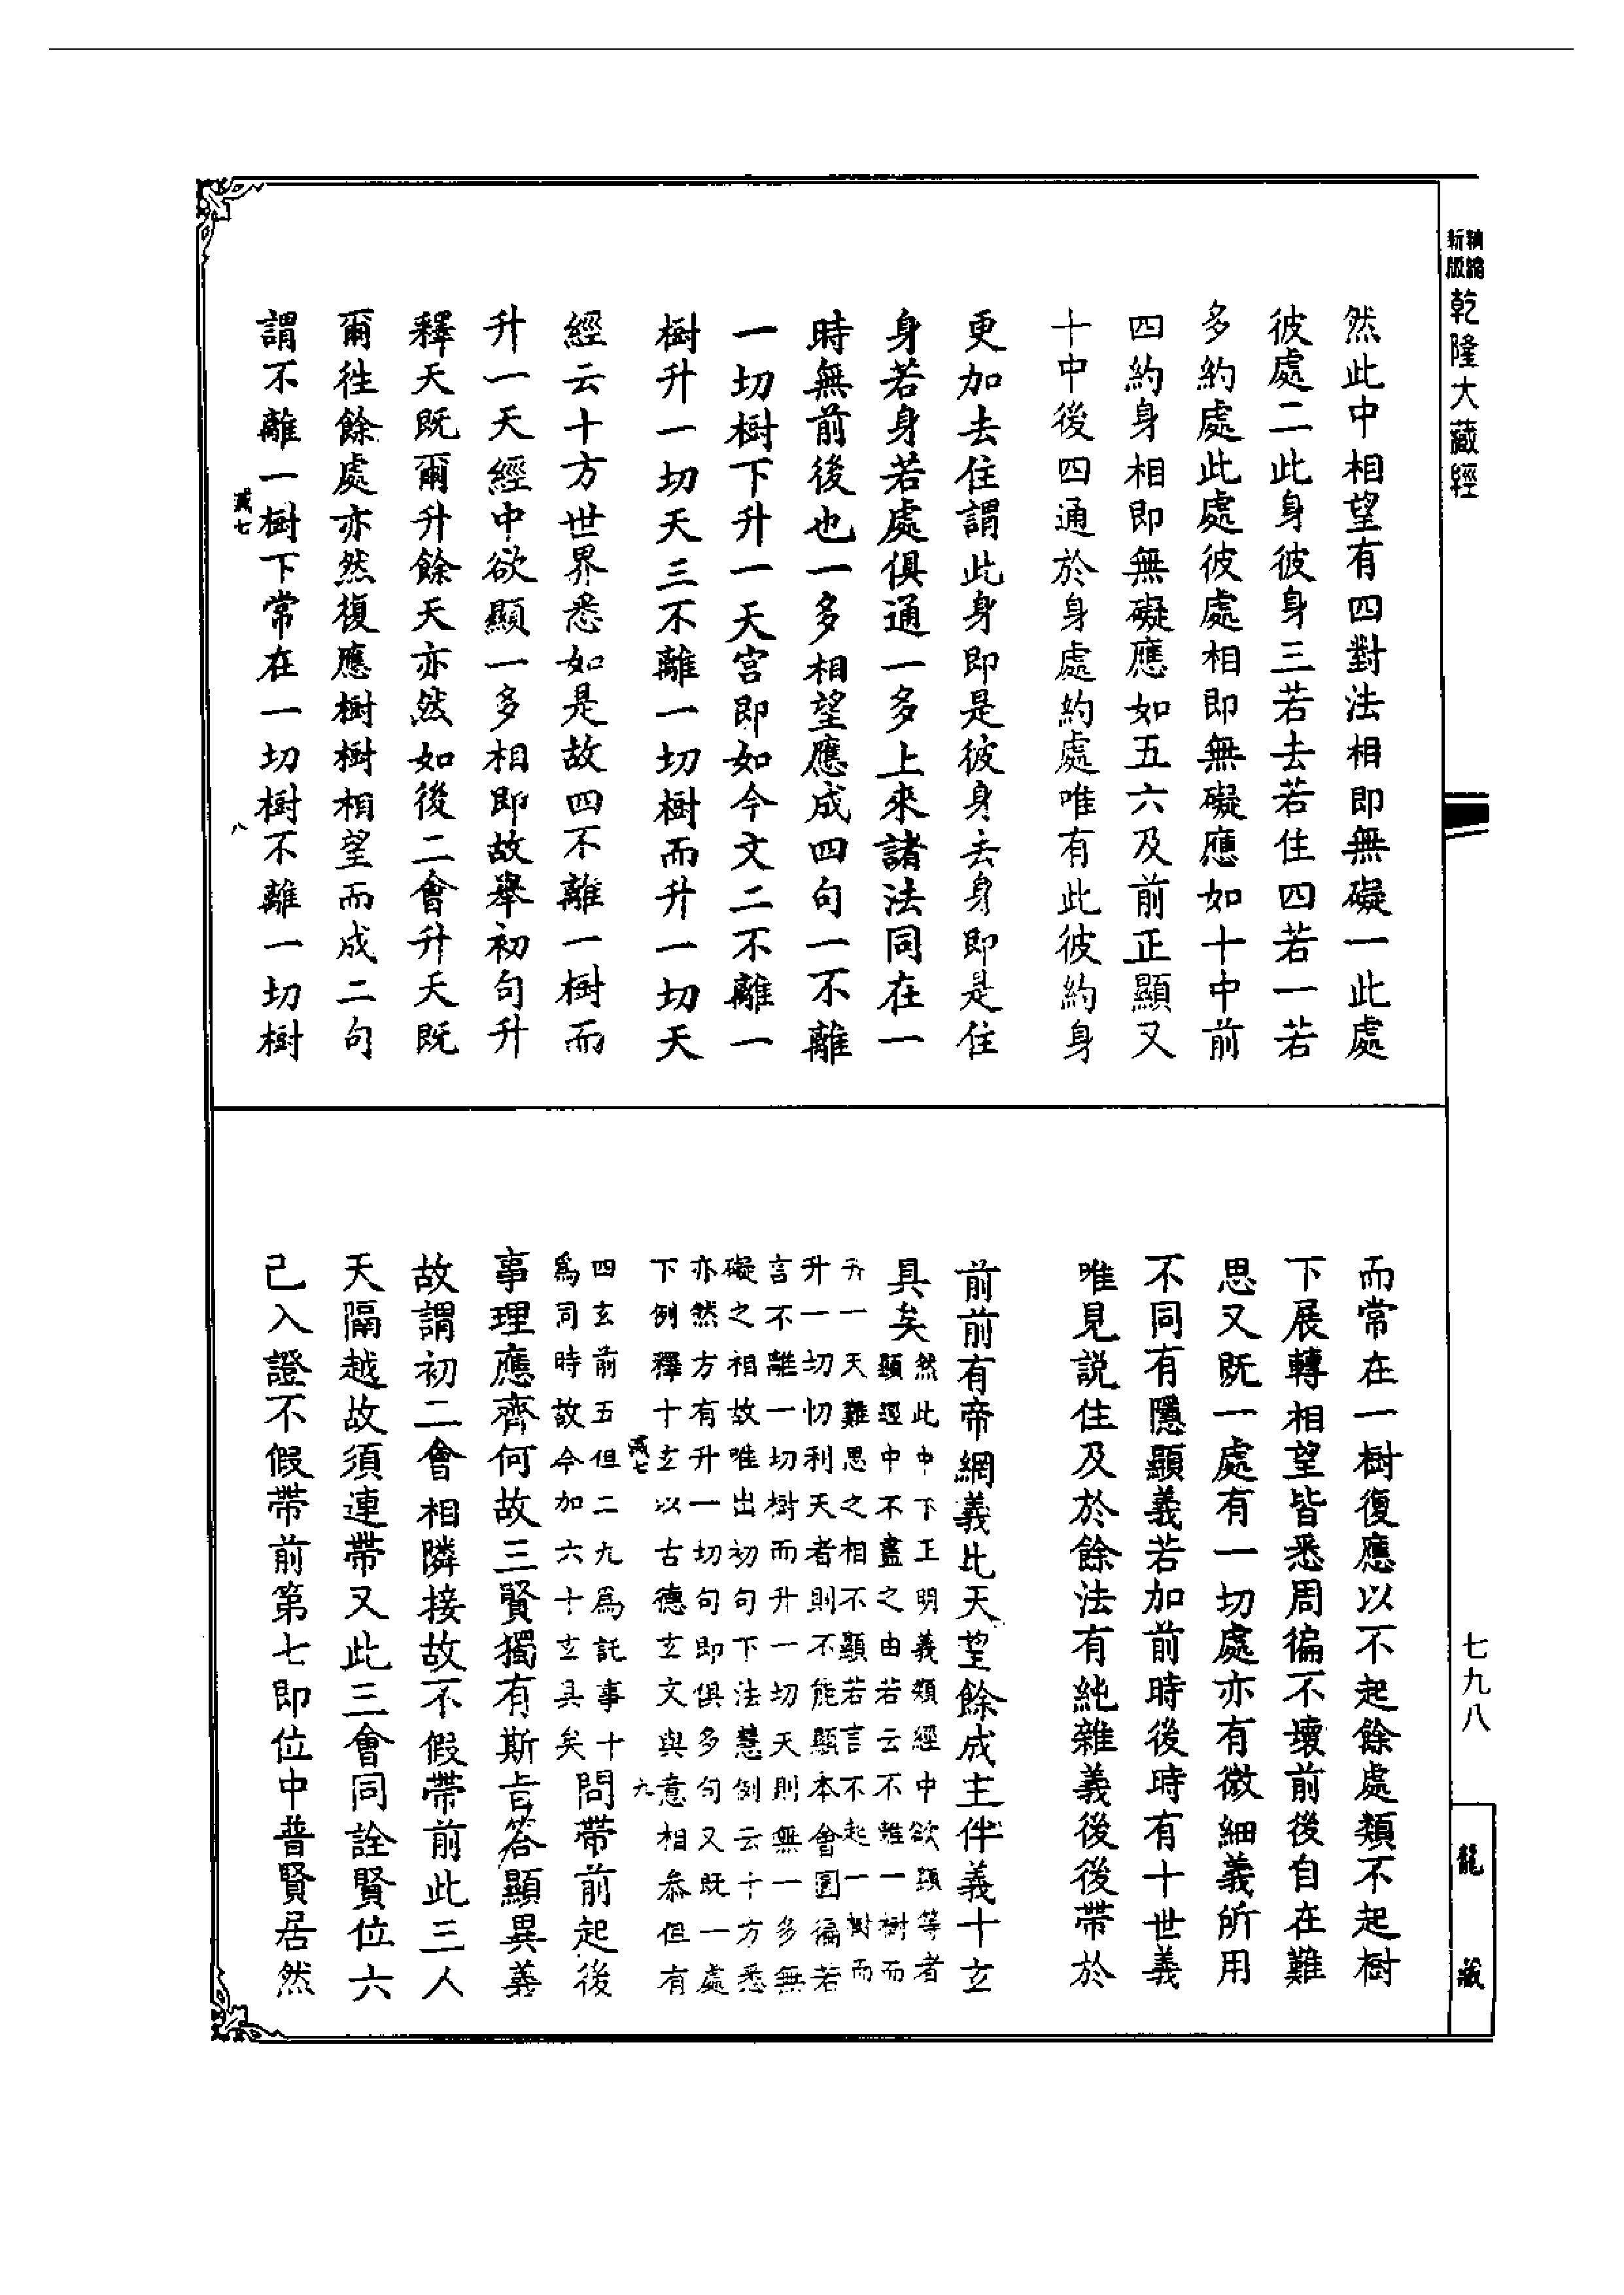 精縮
新版
乾隆大藏經
然此中相望有四對法相即無礙一此處
彼處二此身彼身三若去若住四若一若
多約處此處彼處相即無礙應如十中前
四約身相即無礙應如五六及前正顯又
十中後四通於身處約處唯有此彼約身
更加去住謂此身即是彼身去身即是住
身若身若處俱通一多上來諸法同在一
時無前後也一多相望應成四句一不離
一切樹下升一天宮即如今文二不離一
樹升一切天三不離一切樹而升一切天
經云十方世界悉如是故四不離一樹而
升一天經中欲顯一多相即故舉初句升
釋天既爾升餘天亦然如後二會升天既
爾往餘處亦然復應樹樹相望而成二句
謂不離一樹下常在一切樹不離一切樹
八
而常在一樹復應以不起餘處類不起樹
下展轉相望皆悉周徧不壞前後自在難
思又既一處有一切處亦有微細義所用
不同有隱顯義若加前時後時有十世義
唯見說住及於餘法有純雜義後後帶於
前前有帝網義比天望餘成主伴義十玄
具矣
然此中下正明義類經中欲顯等者
顯經中不盡之由若云不離一樹而
升一天難思之相不顯若言不起一樹而
升一切忉利天者則不能顯本會圓徧若
言不離一切樹而升一切天則無一多無
礙之相故唯出初句下法慧例云十方悉
亦然方有升一切句即俱多句又既一處
下例釋十玄以古德玄文與意相叅但有
九
四玄前五但二九為託事十
為同時故今加六十玄具矣
問帶前起後
事理應齊何故三賢獨有斯旨答顯異義
故謂初二會相隣接故不假帶前此三人
天隔越故須連帶又此三會同詮賢位六
已入證不假帶前第七即位中普賢居然
七九八
龍藏